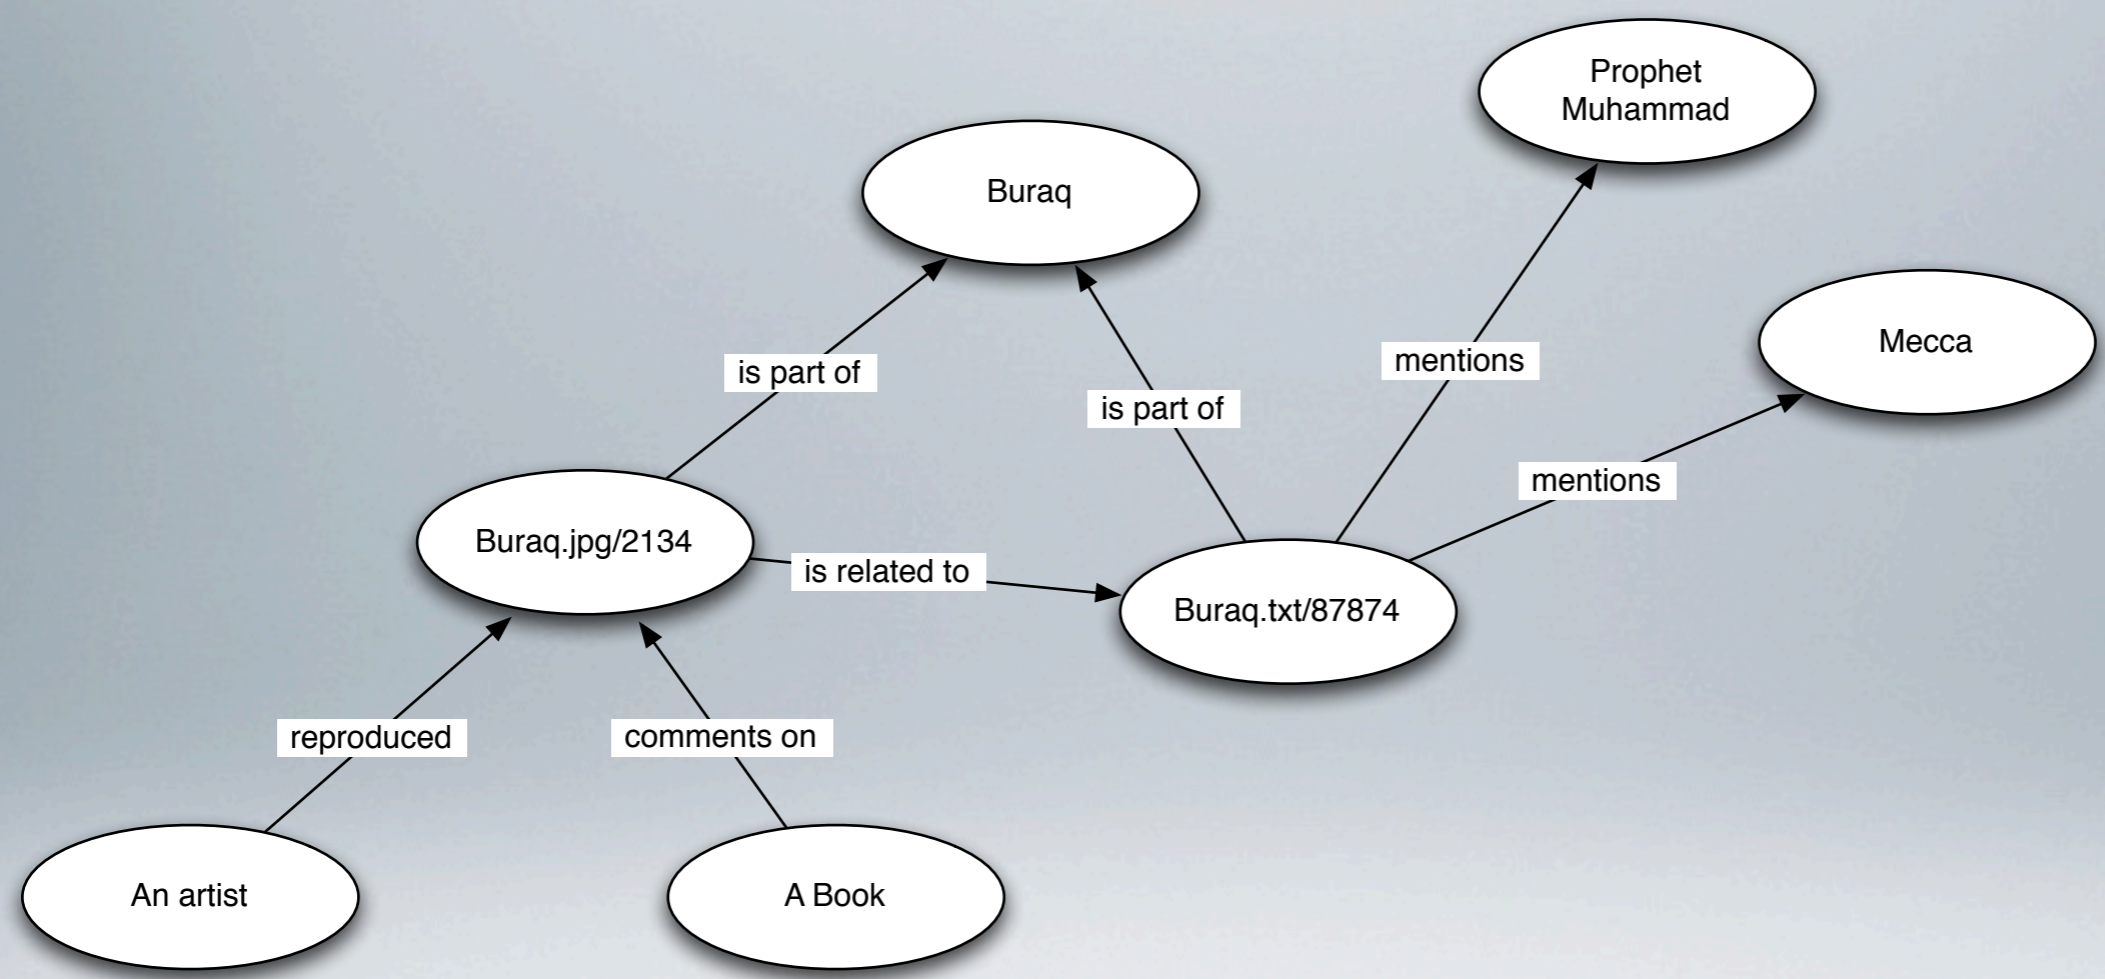 Prophet
Muhammad
Buraq
Mecca
mentions
is part of
is part of
mentions
Buraq.jpg/2134
is related to
Buraq.txt/87874
reproduced
comments on
An artist
A Book